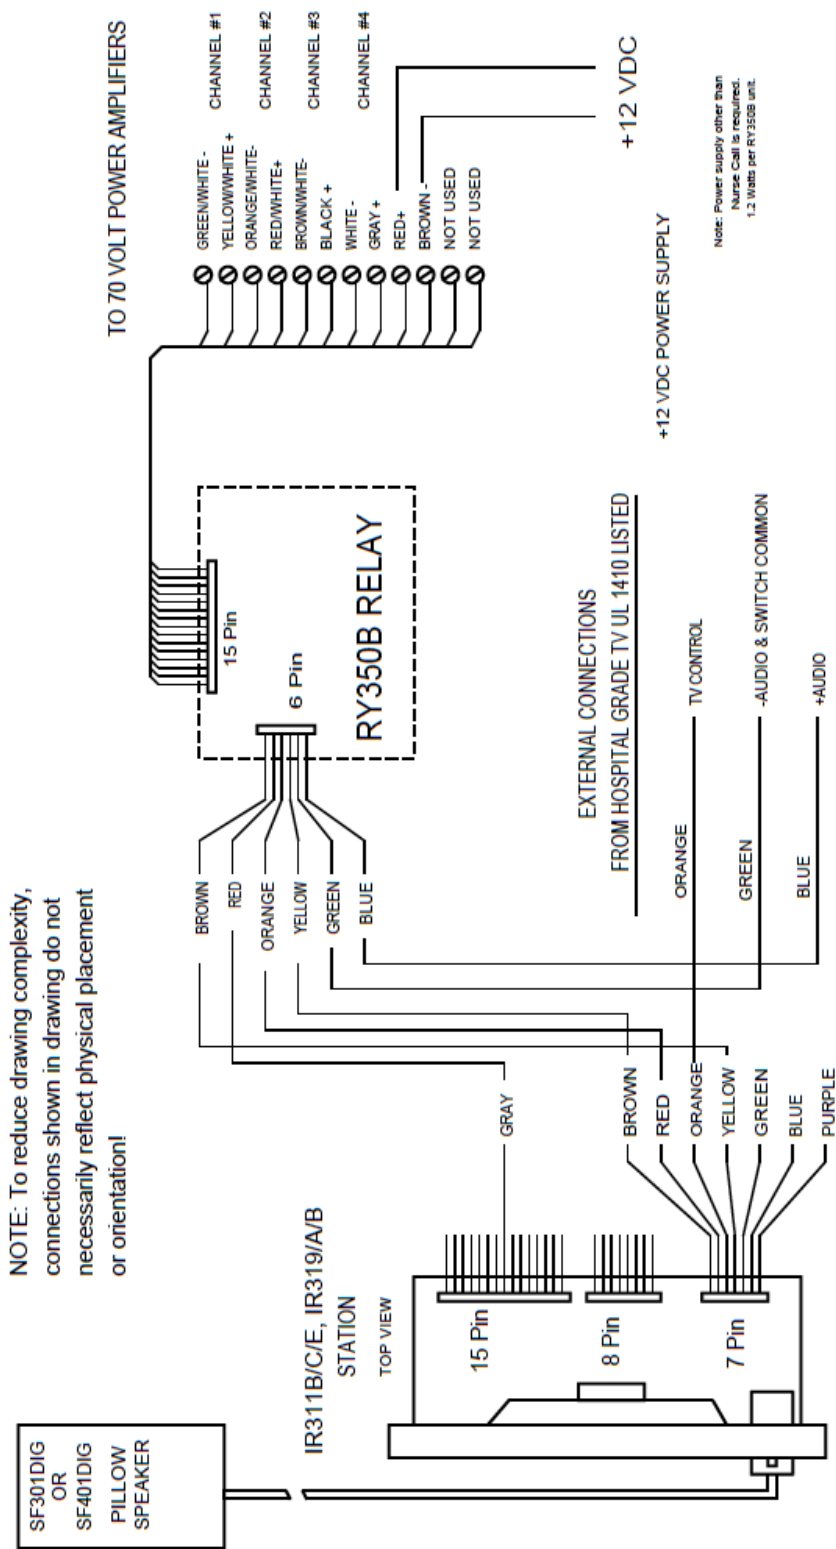 NOTE: To reduce drawing complexity,
connections shown in drawing do not
necessarily reflect physical placement
or orientation!
SF301DIG
OR
SF401DIG
PILLOW
SPEAKER
IR311B/C/E, IR319/A/B
STATION
TOP VIEW
15 Pin
8 Pin
7 Pin
GRAY
BROWN
RED
ORANGE
YELLOW
GREEN
BLUE
PURPLE
BROWN
RED
ORANGE
YELLOW
GREEN
BLUE
15 Pin
6 Pin
RY350B RELAY
EXTERNAL CONNECTIONS
FROM HOSPITAL GRADE TV UL 1410 LISTED
ORANGE
TV CONTROL
GREEN
-AUDIO & SWITCH COMMON
BLUE
+AUDIO
TO 70 VOLT POWER AMPLIFIERS
GREEN/WHITE -
YELLOW/WHITE +
CHANNEL #1
ORANGE/WHITE-
RED/WHITE+
CHANNEL #2
BROWN/WHITE-
BLACK +
CHANNEL #3
WHITE -
GRAY +
CHANNEL #4
RED+
BROWN -
NOT USED
NOT USED
+12 VDC
+12 VDC POWER SUPPLY
Note: Power supply other than
Nurse Call is required.
1.2 Watts per RY350B unit.